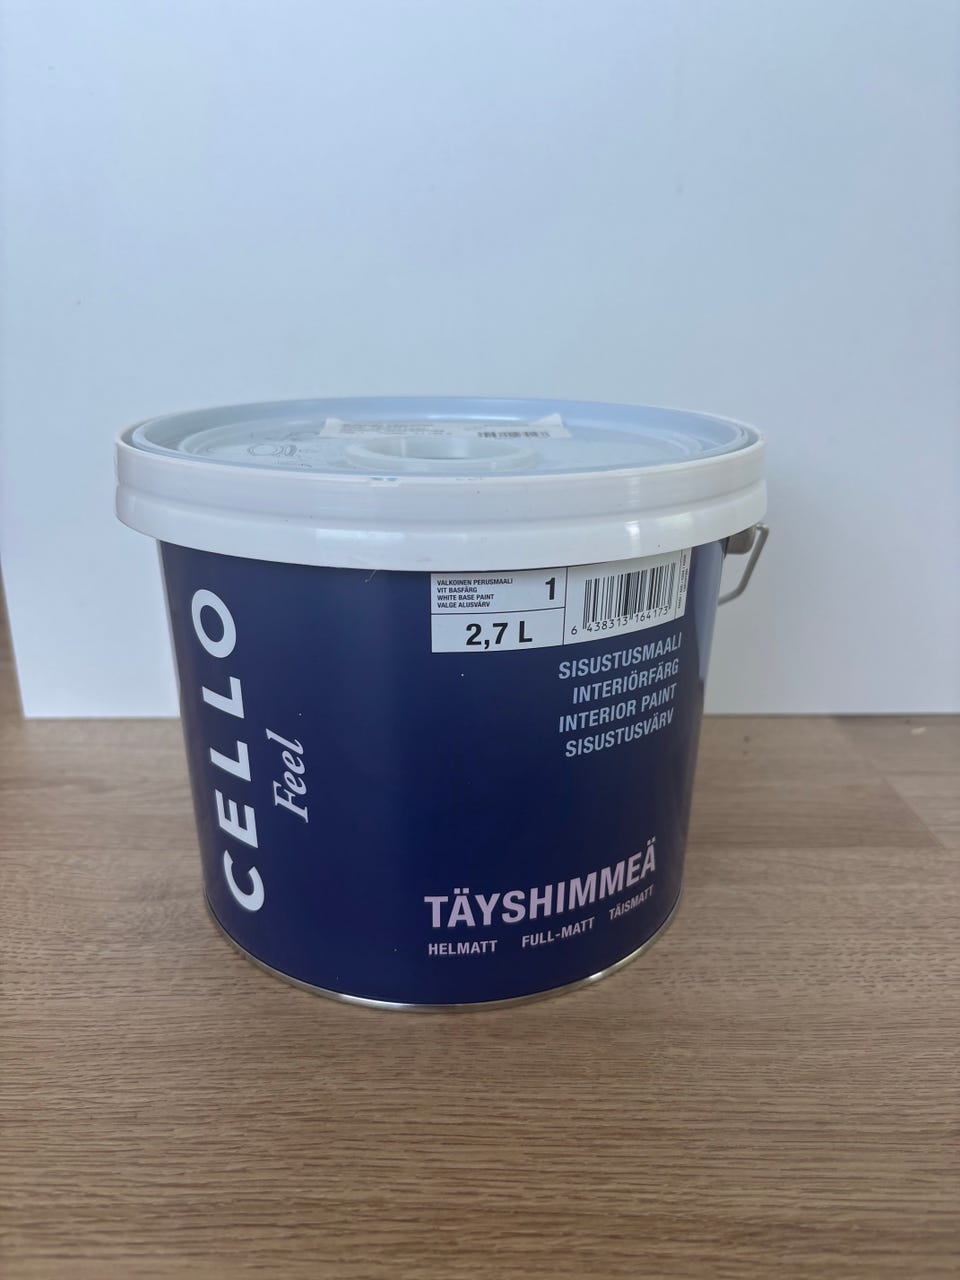 VALKOINEN PERUSMAALI
VIT BASFÄRG
WHITE BASE PAINT
VALGE ALUSVÄRV
1
2,7 L
6 438313 164173
SISUSTUSMAALI
INTERIÖRFÄRG
INTERIOR PAINT
SISUSTUSVÄRV
CELLO
Feel
TÄYSHIMMEÄ
HELMATT FULL-MATT TÄISMATT